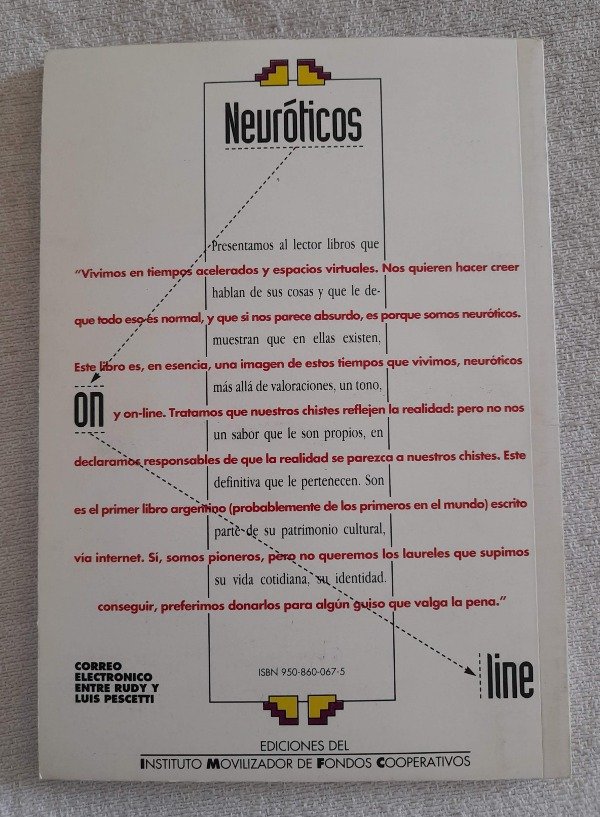 Neuróticos
Presentamos al lector libros que
“Vivimos en tiempos acelerados y espacios virtuales. Nos quieren hacer creer
hablan de sus cosas y que le de-
que todo eso es normal, y que si nos parece absurdo, es porque somos neuróticos.
muestran que en ellas existen,
Este libro es, en esencia, una imagen de estos tiempos que vivimos, neuróticos
más allá de valoraciones, un tono,
on
y on-line. Tratamos que nuestros chistes reflejen la realidad: pero no nos
un sabor que le son propios, en
declaramos responsables de que la realidad se parezca a nuestros chistes. Este
definitiva que le pertenecen. Son
es el primer libro argentino (probablemente de los primeros en el mundo) escrito
parte de su patrimonio cultural,
vía internet. Sí, somos pioneros, pero no queremos los laureles que supimos
su vida cotidiana, su identidad.
conseguir, preferimos donarlos para algún guiso que valga la pena.”
CORREO
ELECTRONICO
ENTRE RUDY Y
LUIS PESCETTI
ISBN 950-860-067-5
line
EDICIONES DEL
INSTITUTO MOVILIZADOR DE FONDOS COOPERATIVOS